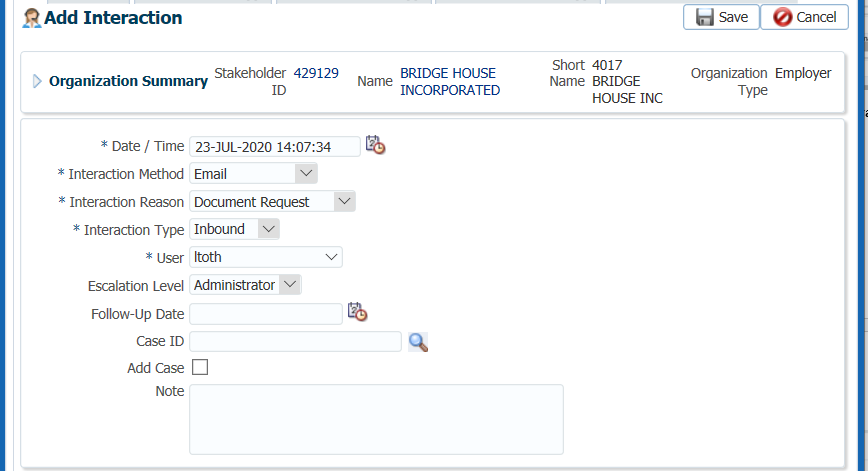 Add Interaction
Save
Cancel
Organization Summary
Stakeholder ID
429129
Name
BRIDGE HOUSE
INCORPORATED
Short
Name
4017
BRIDGE
HOUSE INC
Organization
Type
Employer
* Date / Time 23-JUL-2020 14:07:34
* Interaction Method Email
* Interaction Reason Document Request
* Interaction Type Inbound
* User ltoth
Escalation Level Administrator
Follow-Up Date
Case ID
Add Case
Note